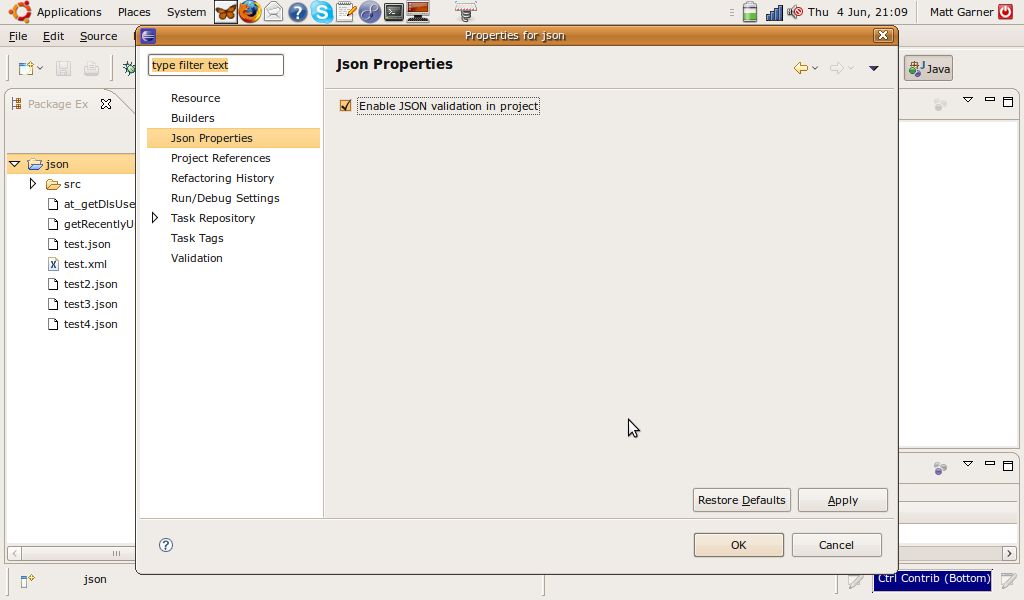 Applications Places System Thu 4 Jun, 21:09 Matt Garner
File Edit Source
Properties for json
type filter text
Json Properties
Java
Package Ex
Resource
Enable JSON validation in project
Builders
Json Properties
Project References
Refactoring History
Run/Debug Settings
Task Repository
Task Tags
Validation
json
src
at_getDlsUse
getRecentlyU
test.json
test.xml
test2.json
test3.json
test4.json
Restore Defaults Apply
OK Cancel
json
Ctrl Contrib (Bottom)